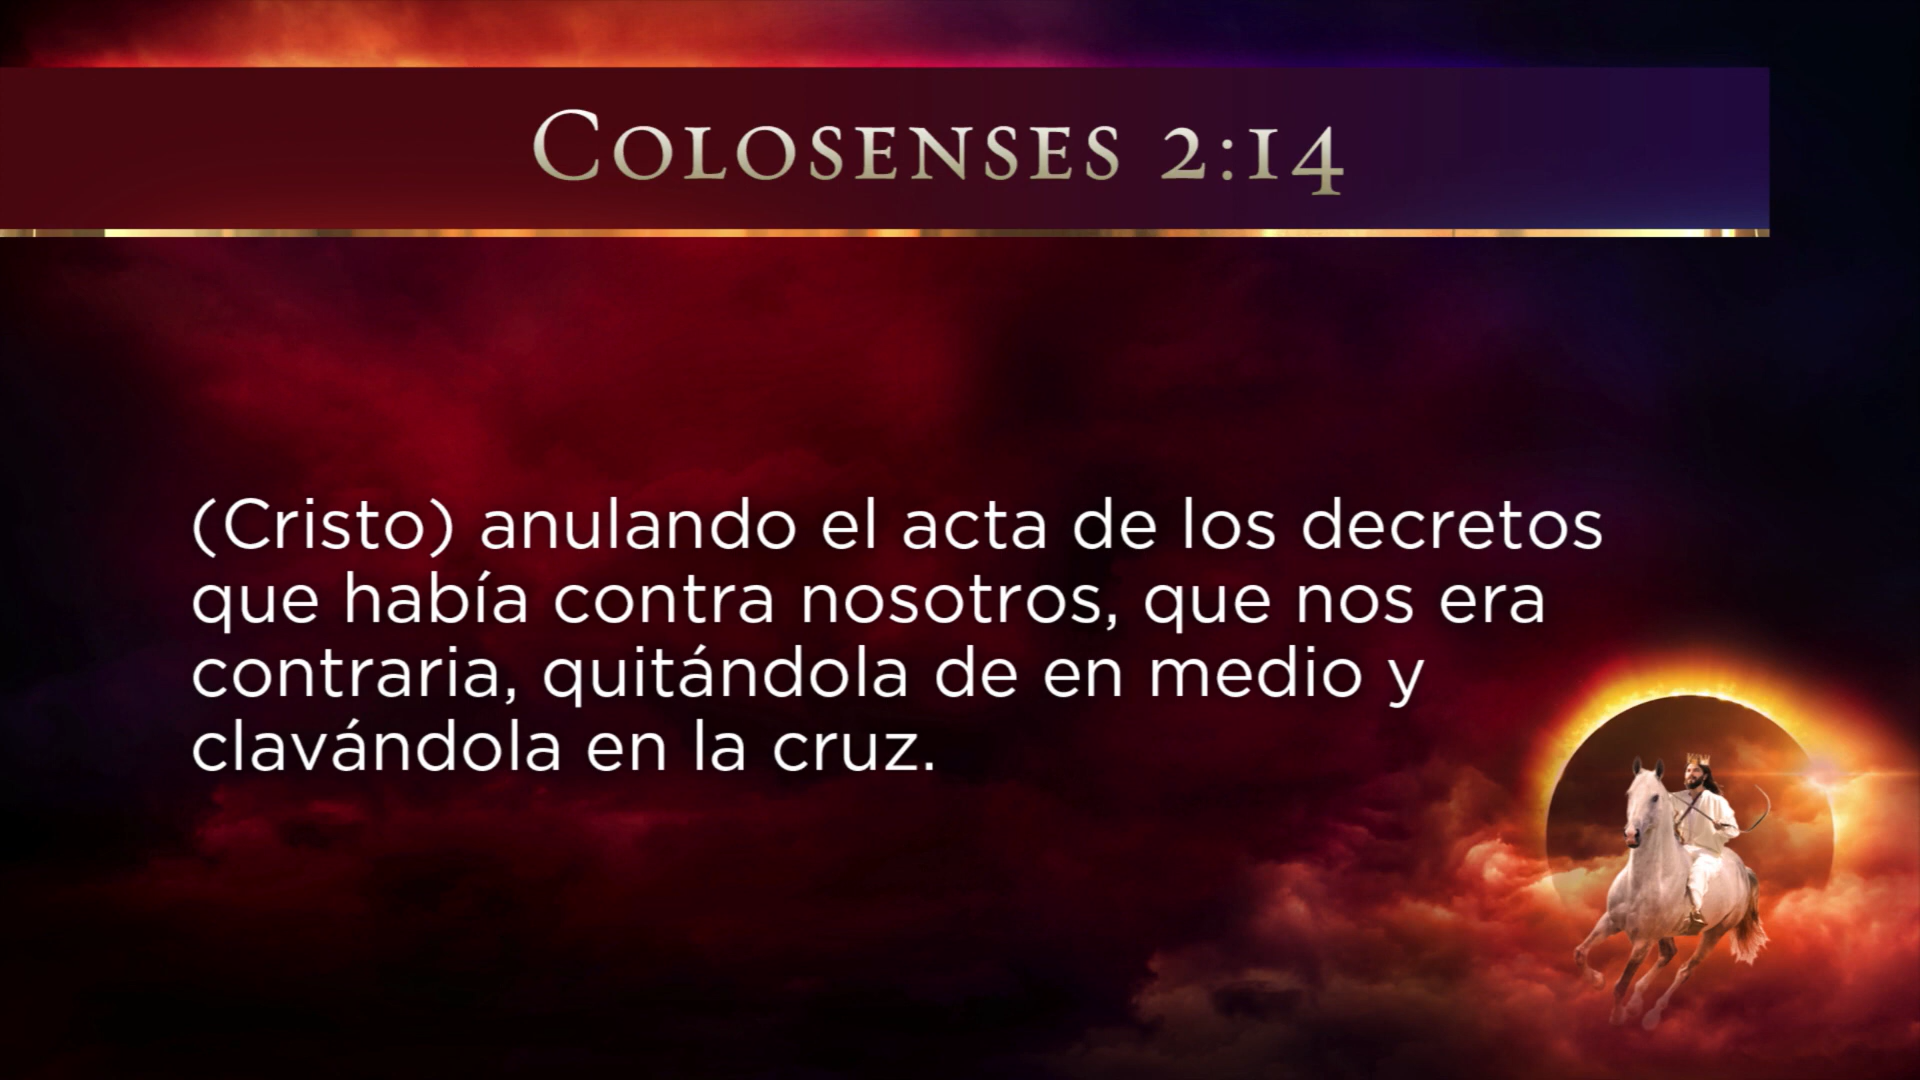 Colosenses 2:14
(Cristo) anulando el acta de los decretos
que había contra nosotros, que nos era
contraria, quitándola de en medio y
clavándola en la cruz.